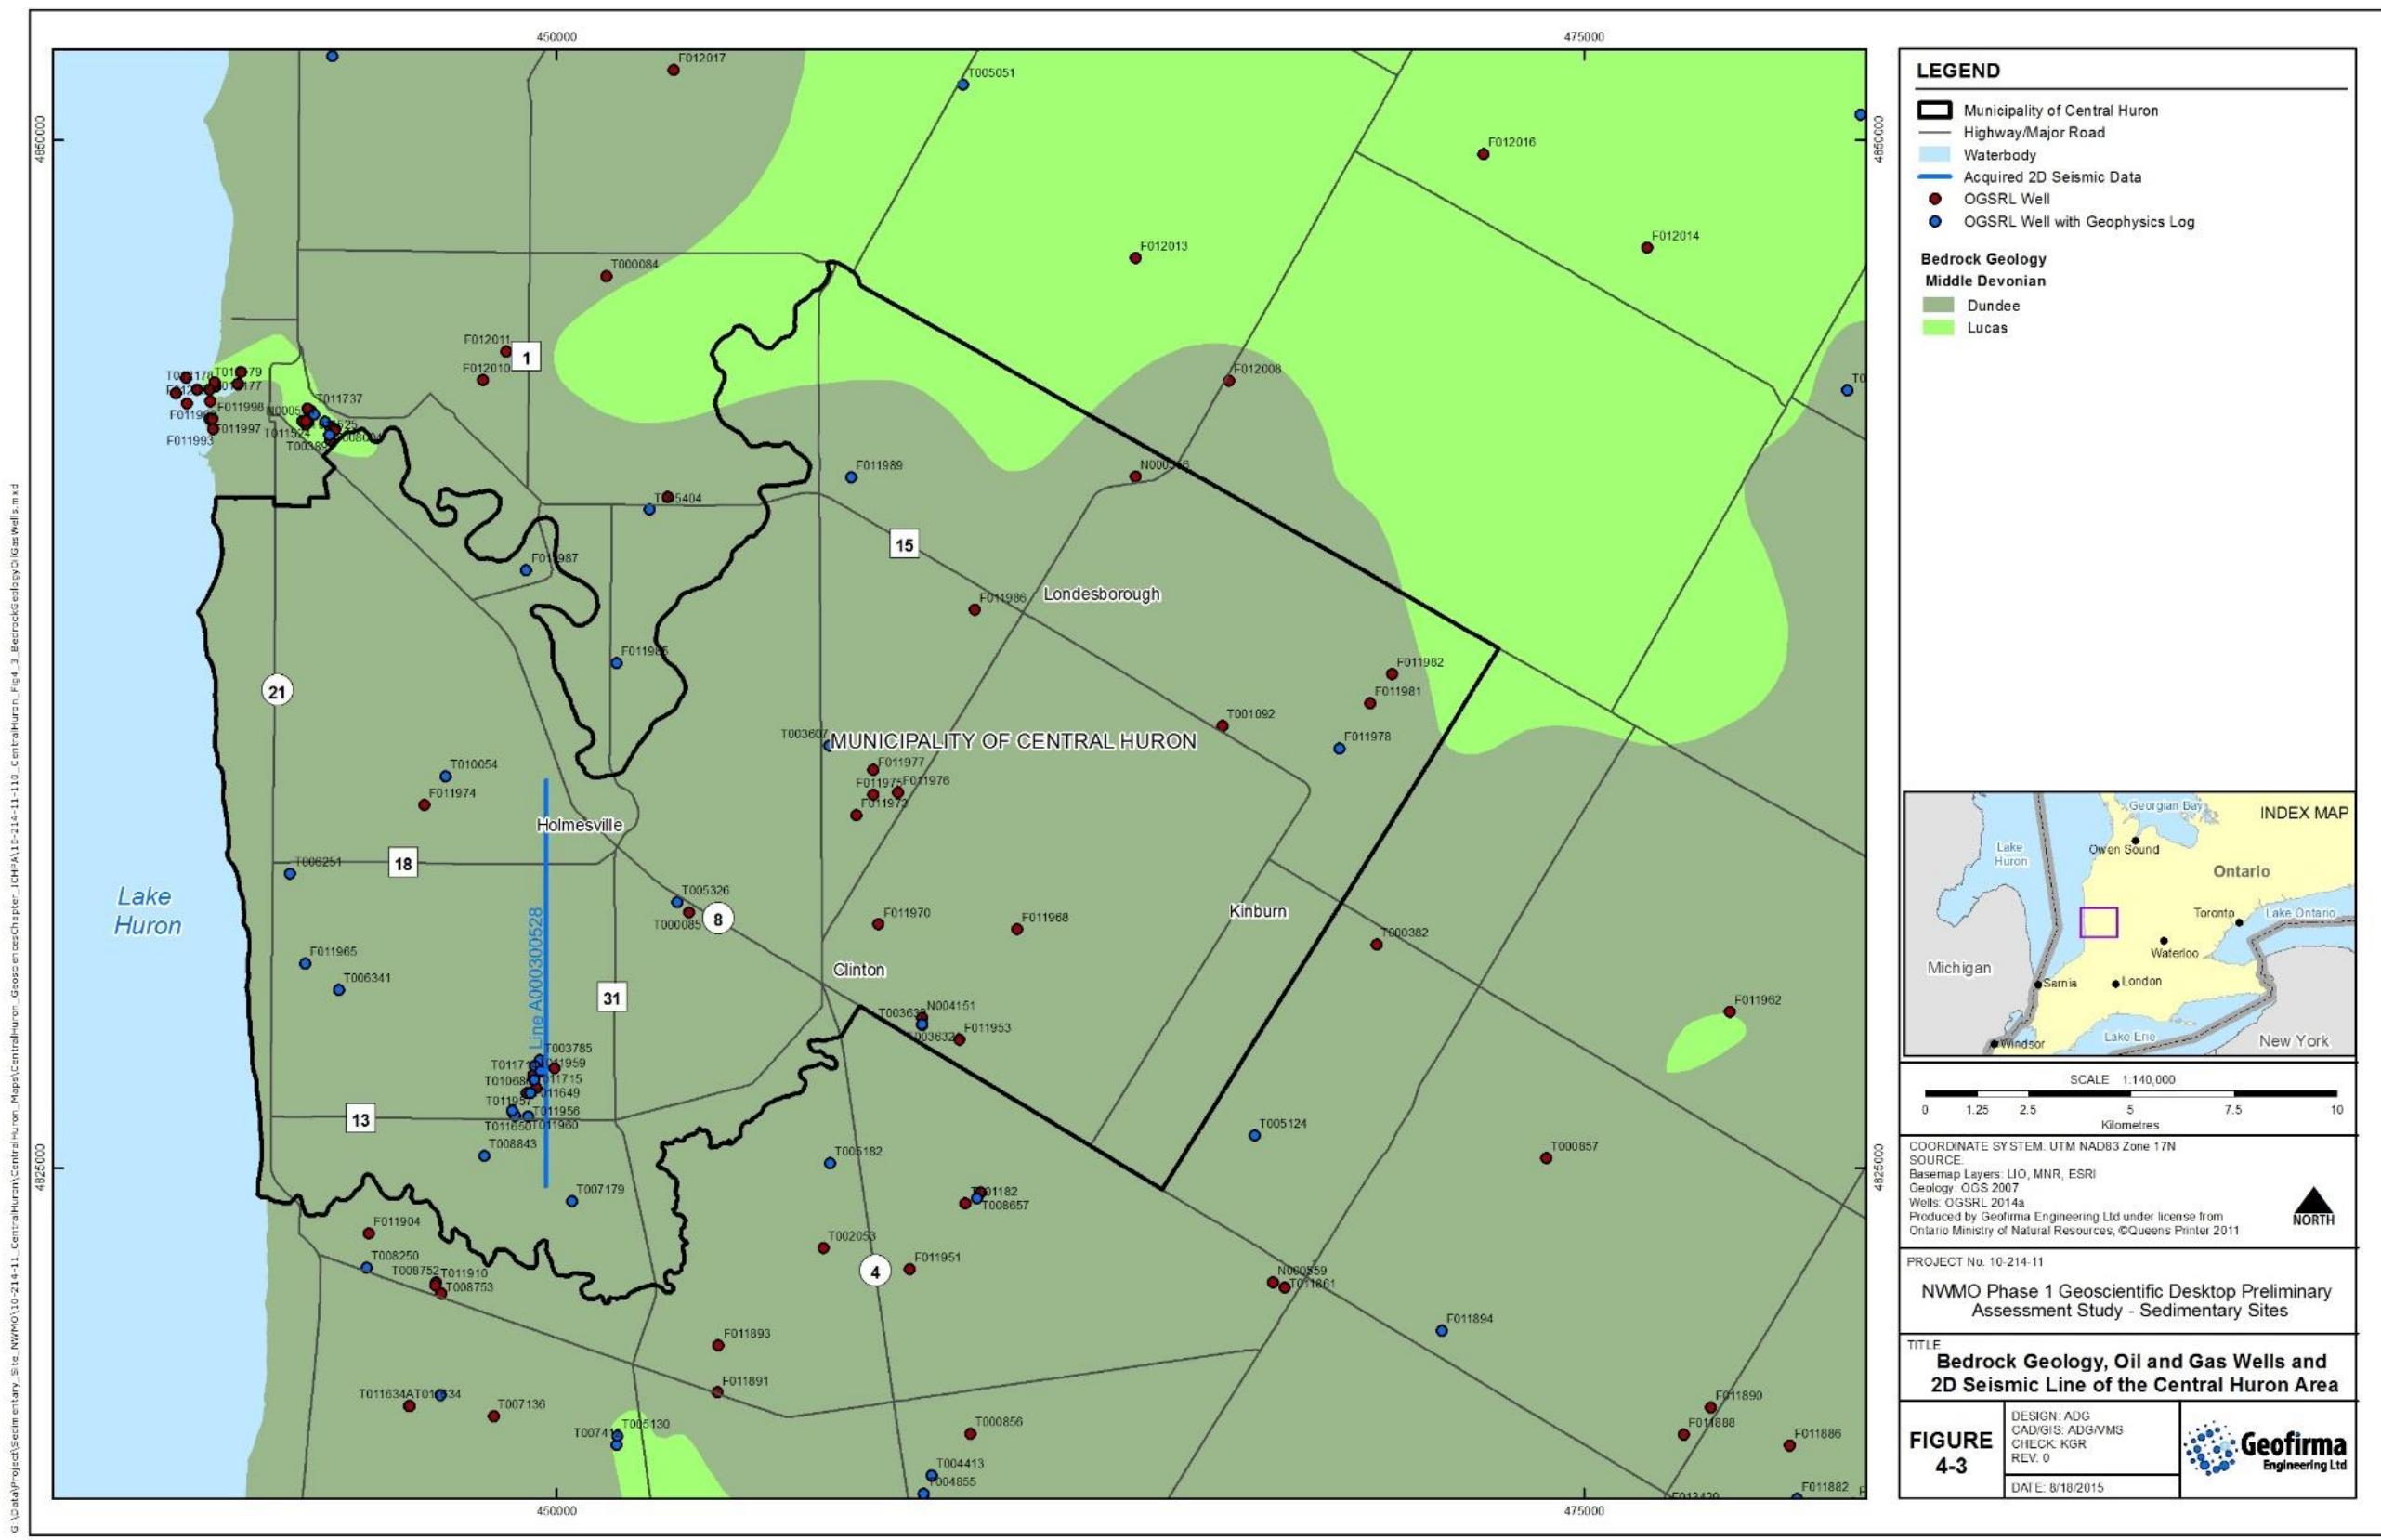 450000
475000
4850000
4850000
F012017
T005051
F012016
F012014
F012013
T000084
F012011
1
F012010
F012008
T011737
F011998
F011997
F011993
F011989
15
Londesborough
F011986
21
F011982
F011981
T001092
F011978
T003607
MUNICIPALITY OF CENTRAL HURON
F011977
F011976
F011973
T010054
F011974
Holmesville
18
T006251
Lake
Huron
T005326
8
T000085
F011970
F011968
Kinburn
T000382
Clinton
F011965
T006341
Line A000300528
31
N004151
F011953
F011962
T003785
13
T011956
T008843
T005124
T000857
T005182
T007179
T008657
F011904
T008250
T008752
T011910
T008753
T002053
F011951
4
N000559
T011861
F011894
F011893
F011891
T007136
T005130
T000856
T004413
T004855
F011890
F011888
F011886
F011882
4825000
4825000
450000
475000
LEGEND
Municipality of Central Huron
Highway/Major Road
Waterbody
Acquired 2D Seismic Data
OGSRL Well
OGSRL Well with Geophysics Log
Bedrock Geology
Middle Devonian
Dundee
Lucas
INDEX MAP
Georgian Bay
Lake
Huron
Owen Sound
Ontario
Toronto
Lake Ontario
Waterloo
Michigan
Sarnia
London
Lake Erie
New York
Windsor
SCALE 1:140,000
0 1.25 2.5 5 7.5 10
Kilometres
COORDINATE SYSTEM: UTM NAD83 Zone 17N
SOURCE:
Basemap Layers: LIO, MNR, ESRI
Geology: OGS 2007
Wells: OGSRL 2014a
Produced by Geofirma Engineering Ltd under license from
Ontario Ministry of Natural Resources, ©Queens Printer 2011
NORTH
PROJECT No. 10-214-11
NWMO Phase 1 Geoscientific Desktop Preliminary
Assessment Study - Sedimentary Sites
TITLE
Bedrock Geology, Oil and Gas Wells and
2D Seismic Line of the Central Huron Area
FIGURE
4-3
DESIGN: ADG
CAD/GIS: ADG/VMS
CHECK: KGR
REV: 0
DATE: 8/18/2015
Geofirma
Engineering Ltd